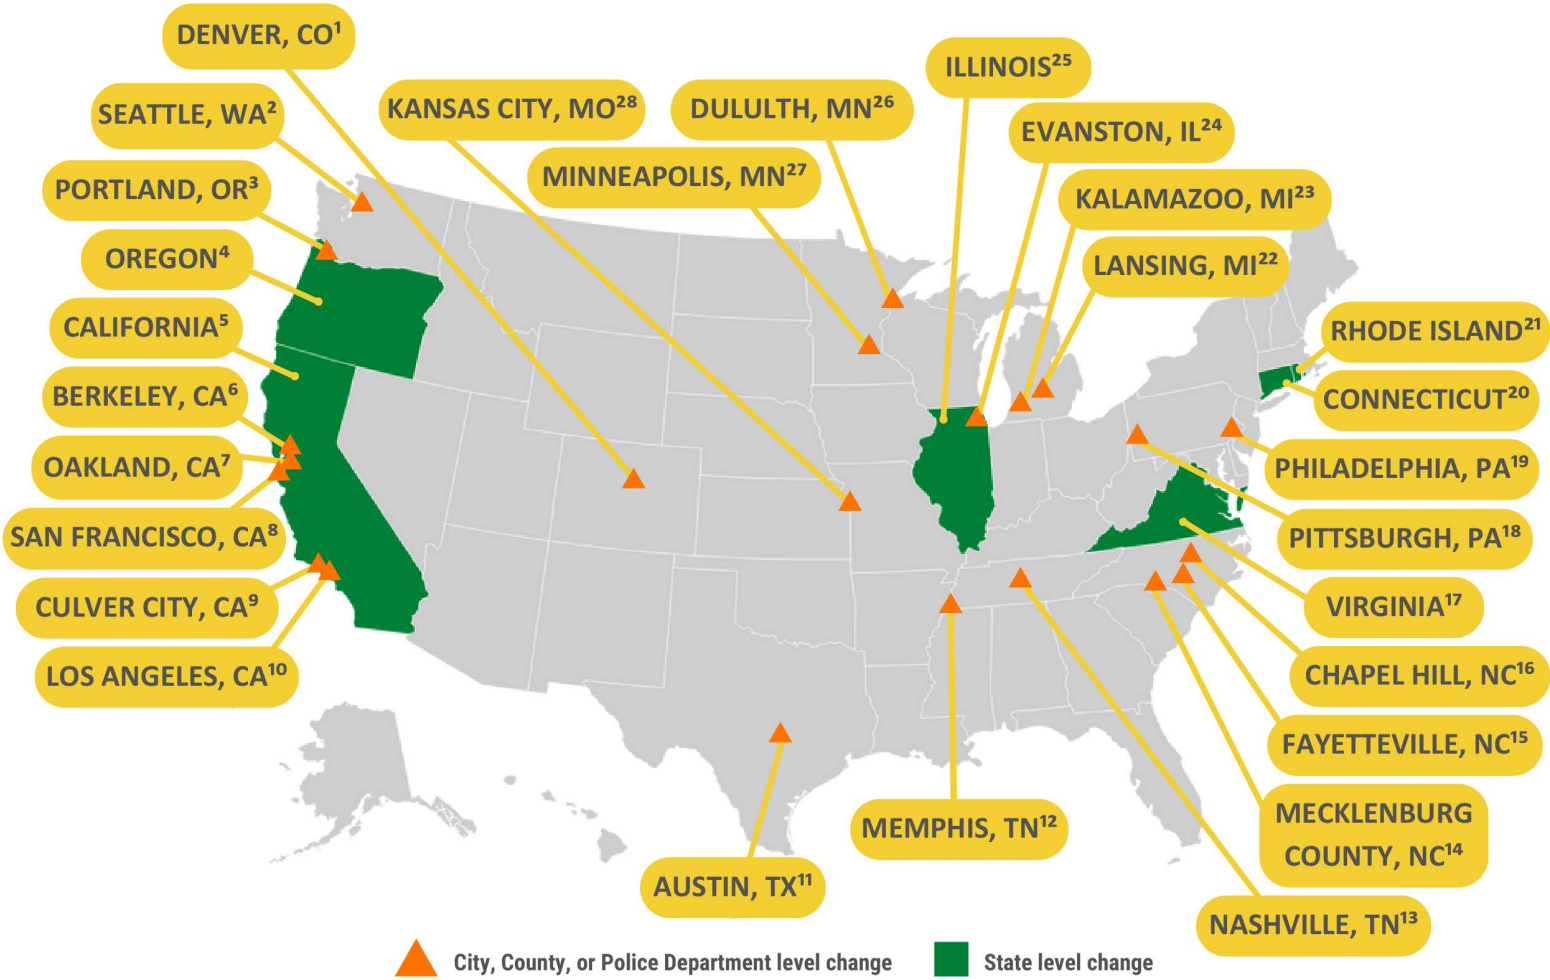 DENVER, CO¹
SEATTLE, WA²
PORTLAND, OR³
OREGON⁴
CALIFORNIA⁵
BERKELEY, CA⁶
OAKLAND, CA⁷
SAN FRANCISCO, CA⁸
CULVER CITY, CA⁹
LOS ANGELES, CA¹⁰
AUSTIN, TX¹¹
MEMPHIS, TN¹²
NASHVILLE, TN¹³
MECKLENBURG
COUNTY, NC¹⁴
FAYETTEVILLE, NC¹⁵
CHAPEL HILL, NC¹⁶
VIRGINIA¹⁷
PITTSBURGH, PA¹⁸
PHILADELPHIA, PA¹⁹
CONNECTICUT²⁰
RHODE ISLAND²¹
LANSING, MI²²
KALAMAZOO, MI²³
EVANSTON, IL²⁴
ILLINOIS²⁵
DULULTH, MN²⁶
MINNEAPOLIS, MN²⁷
KANSAS CITY, MO²⁸
City, County, or Police Department level change
State level change